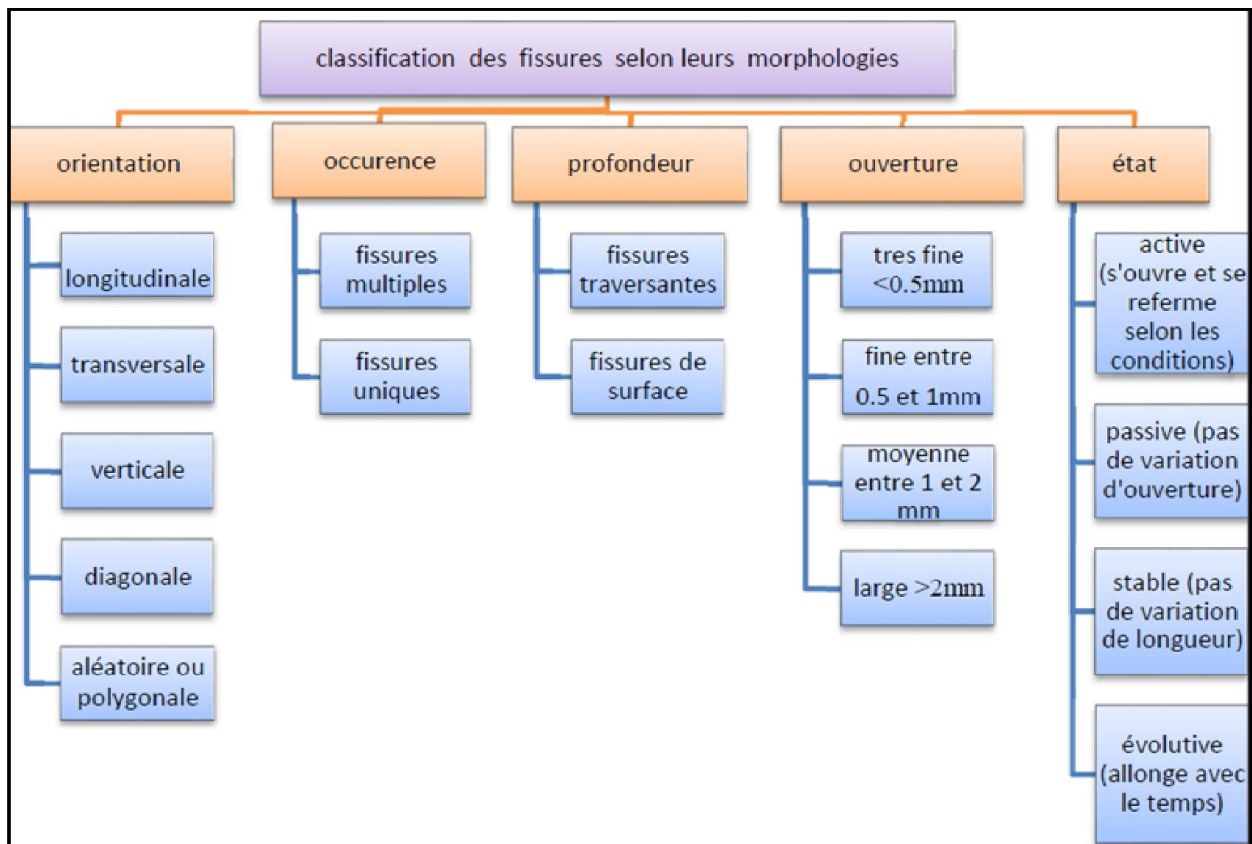 classification des fissures selon leurs morphologies
orientation
longitudinale
transversale
verticale
diagonale
aléatoire ou
polygonale
occurence
fissures
multiples
fissures
uniques
profondeur
fissures
traversantes
fissures de
surface
ouverture
tres fine
<0.5mm
fine entre
0.5 et 1mm
moyenne
entre 1 et 2
mm
large >2mm
état
active
(s'ouvre et se
referme
selon les
conditions)
passive (pas
de variation
d'ouverture)
stable (pas
de variation
de longueur)
évolutive
(allonge avec
le temps)